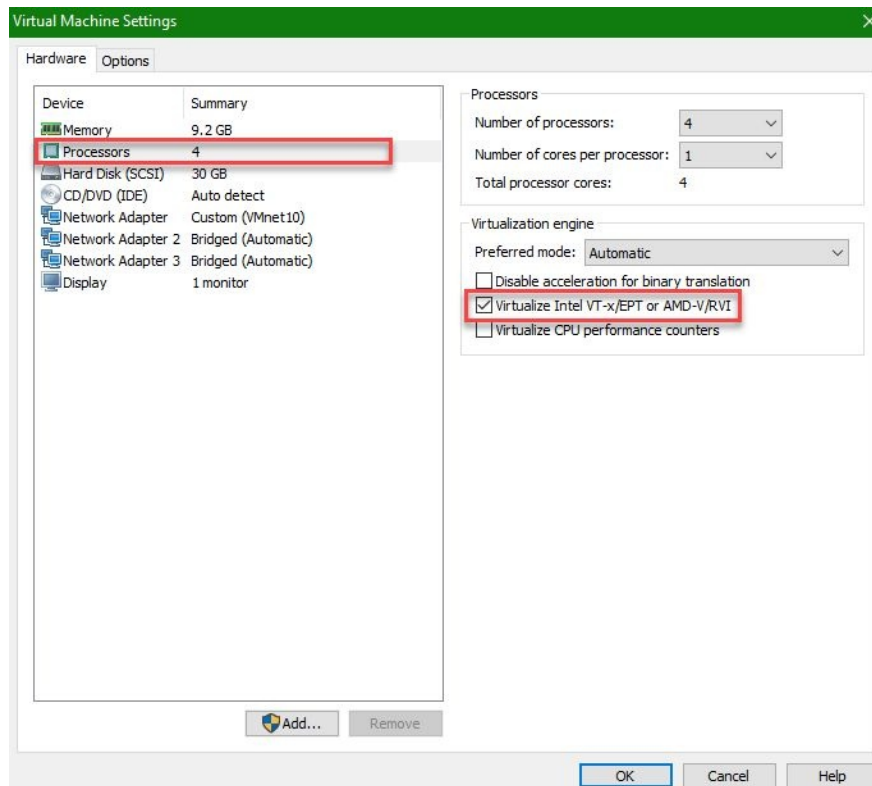 Virtual Machine Settings
Hardware Options
Device Summary
Memory 9.2 GB
Processors 4
Hard Disk (SCSI) 30 GB
CD/DVD (IDE) Auto detect
Network Adapter Custom (VMnet10)
Network Adapter 2 Bridged (Automatic)
Network Adapter 3 Bridged (Automatic)
Display 1 monitor
Add... Remove
Processors
Number of processors: 4
Number of cores per processor: 1
Total processor cores: 4
Virtualization engine
Preferred mode: Automatic
Disable acceleration for binary translation
Virtualize Intel VT-x/EPT or AMD-V/RVI
Virtualize CPU performance counters
OK Cancel Help